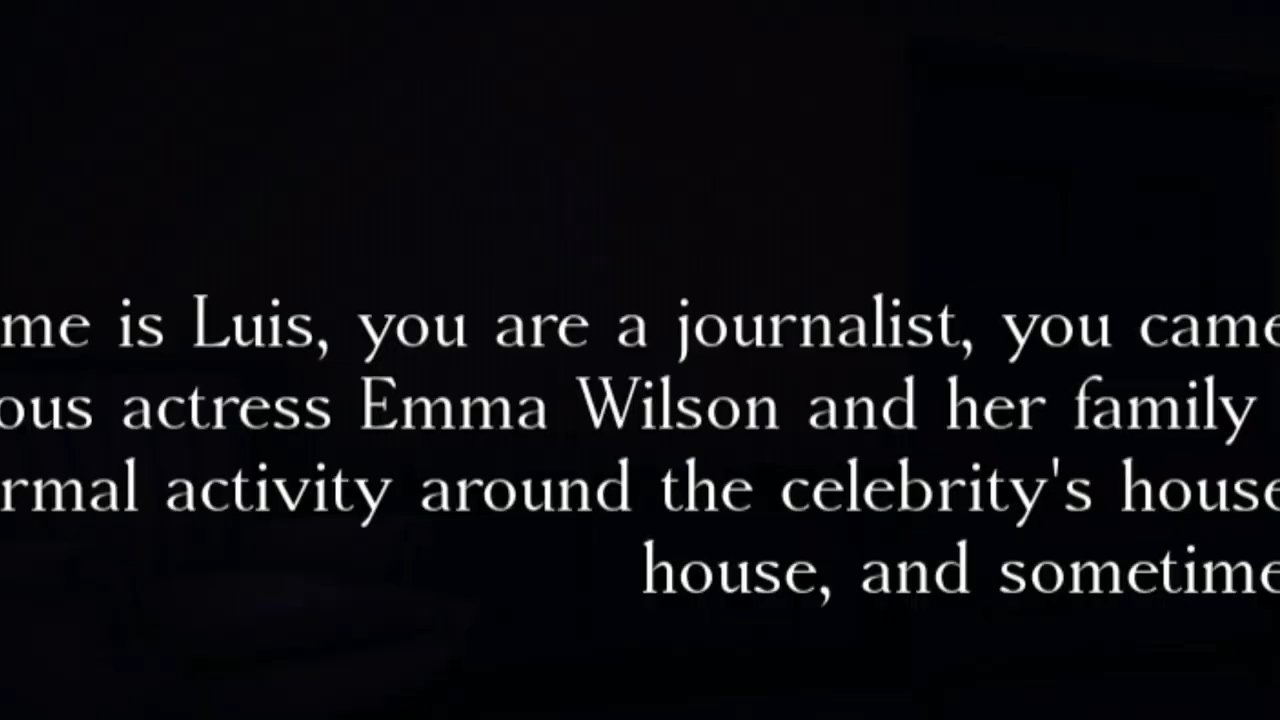 me is Luis, you are a journalist, you came
ous actress Emma Wilson and her family
rmal activity around the celebrity's house
house, and sometime